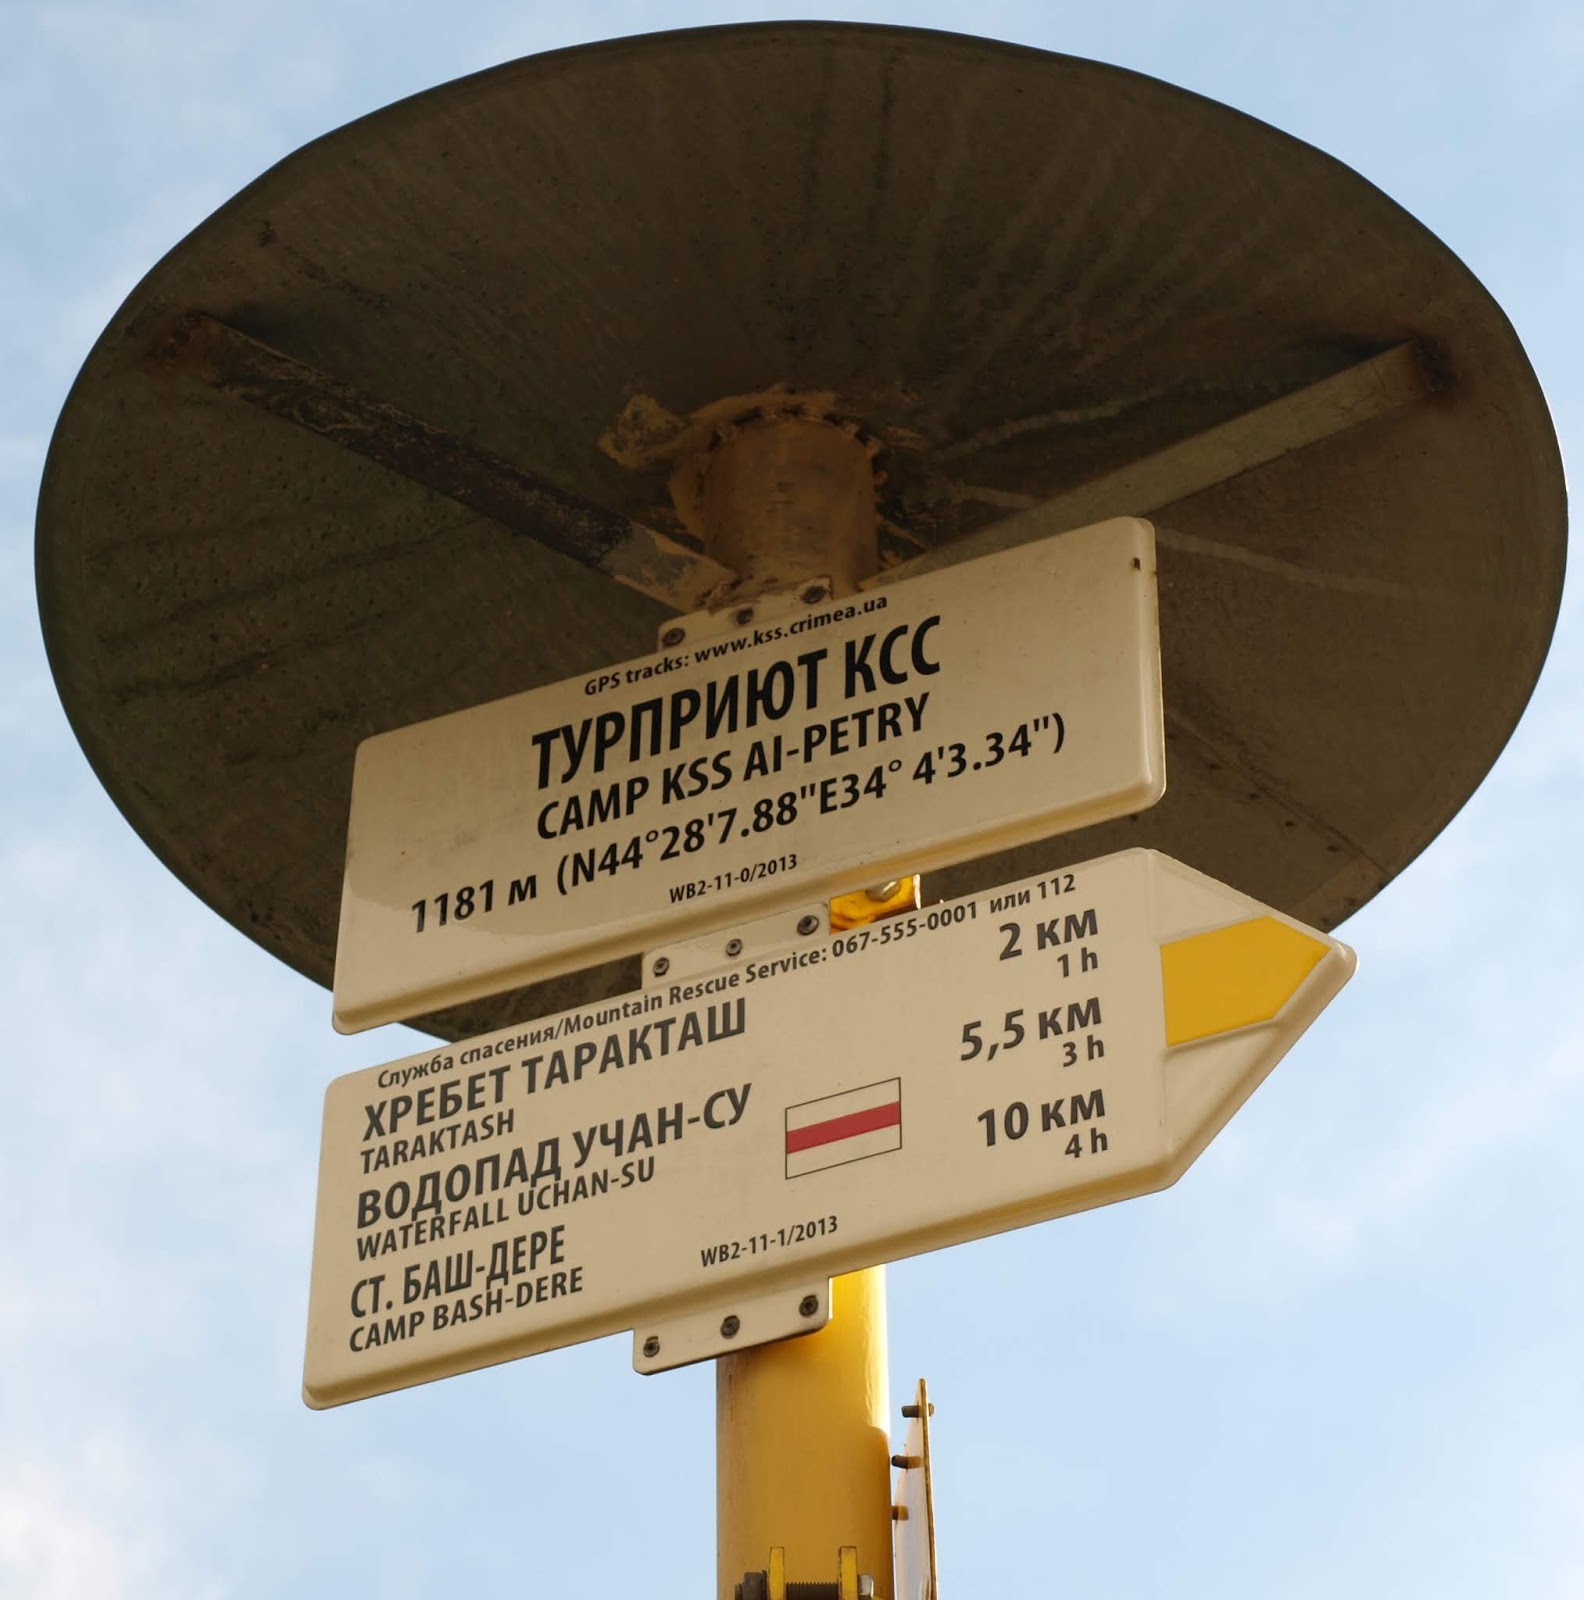 GPS tracks: www.kss.crimea.ua
ТУРПРИЮТ КСС
CAMP KSS AI-PETRY
1181 м (N44°28'7.88"E34° 4'3.34")
WB2-11-0/2013
Служба спасения/Mountain Rescue Service: 067-555-0001 или 112
ХРЕБЕТ ТАРАКТАШ 2 км
TARAKTASH 1 h
ВОДОПАД УЧАН-СУ 5,5 км
WATERFALL UCHAN-SU 3 h
СТ. БАШ-ДЕРЕ 10 км
CAMP BASH-DERE 4 h
WB2-11-1/2013